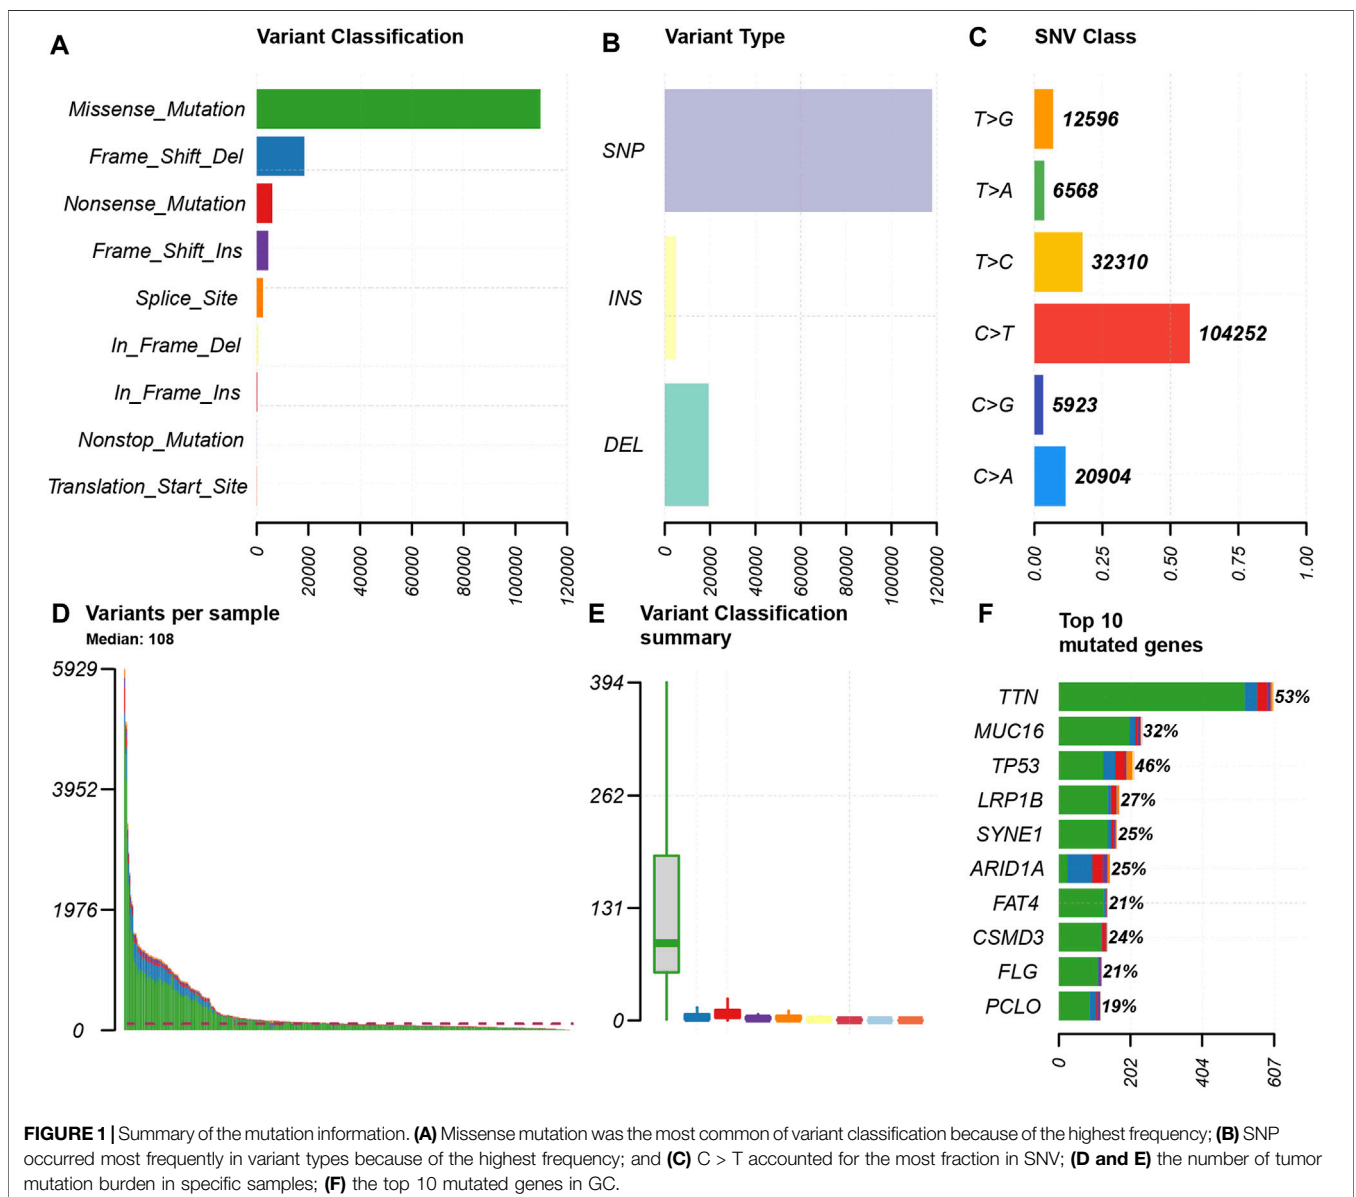 A Variant Classification
Missense_Mutation
Frame_Shift_Del
Nonsense_Mutation
Frame_Shift_Ins
Splice_Site
In_Frame_Del
In_Frame_Ins
Nonstop_Mutation
Translation_Start_Site
0 20000 40000 60000 80000 100000 120000
B Variant Type
SNP
INS
DEL
0 20000 40000 60000 80000 100000 120000
C SNV Class
T>G 12596
T>A 6568
T>C 32310
C>T 104252
C>G 5923
C>A 20904
0.00 0.25 0.50 0.75 1.00
D Variants per sample
Median: 108
5929
3952
1976
0
E Variant Classification
summary
394
262
131
0
F Top 10
mutated genes
TTN 53%
MUC16 32%
TP53 46%
LRP1B 27%
SYNE1 25%
ARID1A 25%
FAT4 21%
CSMD3 24%
FLG 21%
PCLO 19%
0 202 404 607
FIGURE 1 | Summary of the mutation information. (A) Missense mutation was the most common of variant classification because of the highest frequency; (B) SNP
occurred most frequently in variant types because of the highest frequency; and (C) C > T accounted for the most fraction in SNV; (D and E) the number of tumor
mutation burden in specific samples; (F) the top 10 mutated genes in GC.